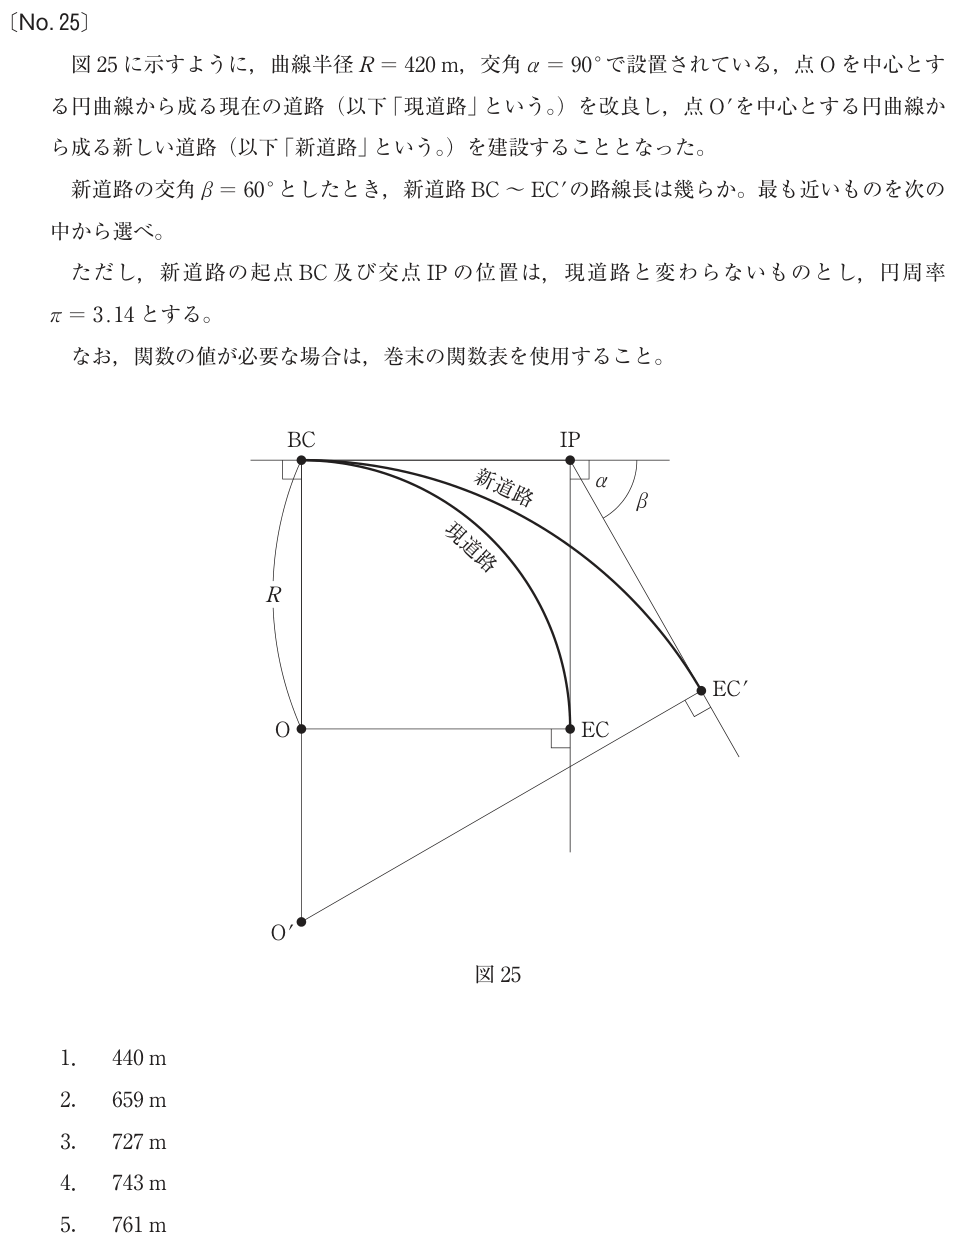 〔No. 25〕
図 25 に示すように，曲線半径 R = 420 m，交角 α = 90°で設置されている，点 O を中心とす
る円曲線から成る現在の道路（以下「現道路」という。）を改良し，点 O′を中心とする円曲線か
ら成る新しい道路（以下「新道路」という。）を建設することとなった。
新道路の交角 β = 60°としたとき，新道路 BC ～ EC′の路線長は幾らか。最も近いものを次の
中から選べ。
ただし，新道路の起点 BC 及び交点 IP の位置は，現道路と変わらないものとし，円周率
π = 3.14 とする。
なお，関数の値が必要な場合は，巻末の関数表を使用すること。
BC
IP
新道路
α
β
現道路
R
EC′
O
EC
O′
図 25
1. 440 m
2. 659 m
3. 727 m
4. 743 m
5. 761 m